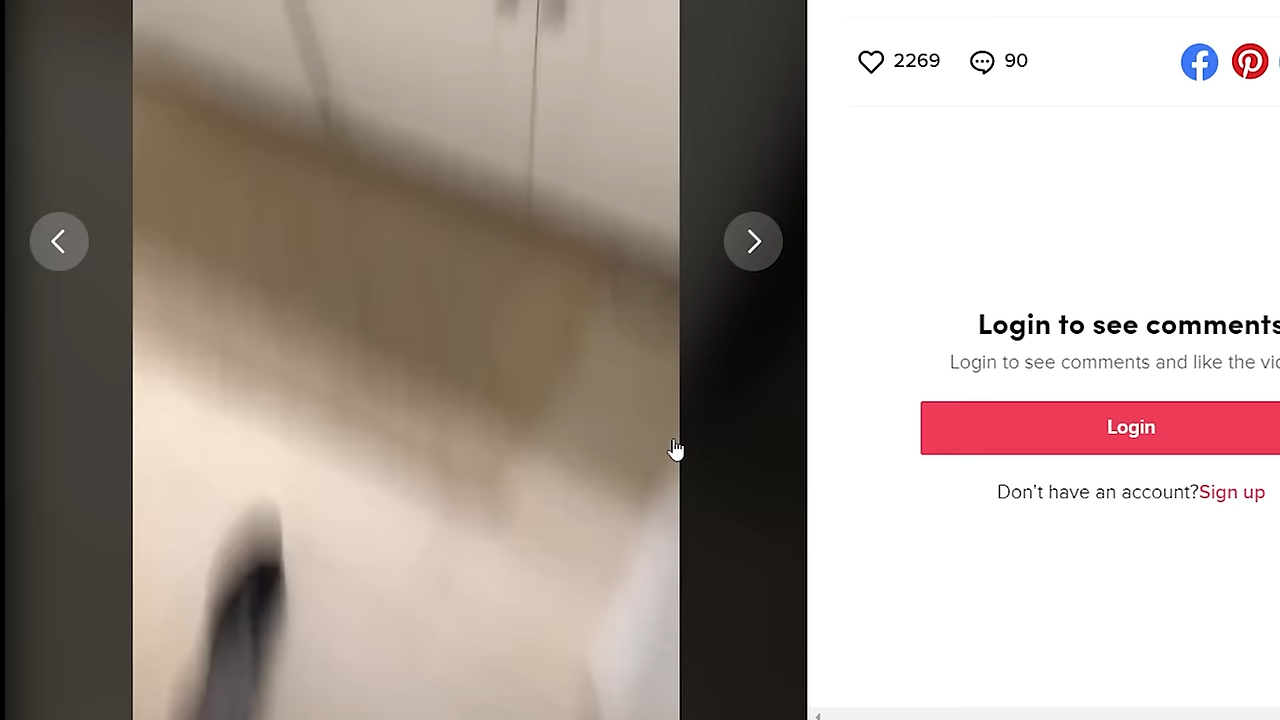 2269 90
Login to see comments
Login to see comments and like the
Login
Don't have an account?Sign up